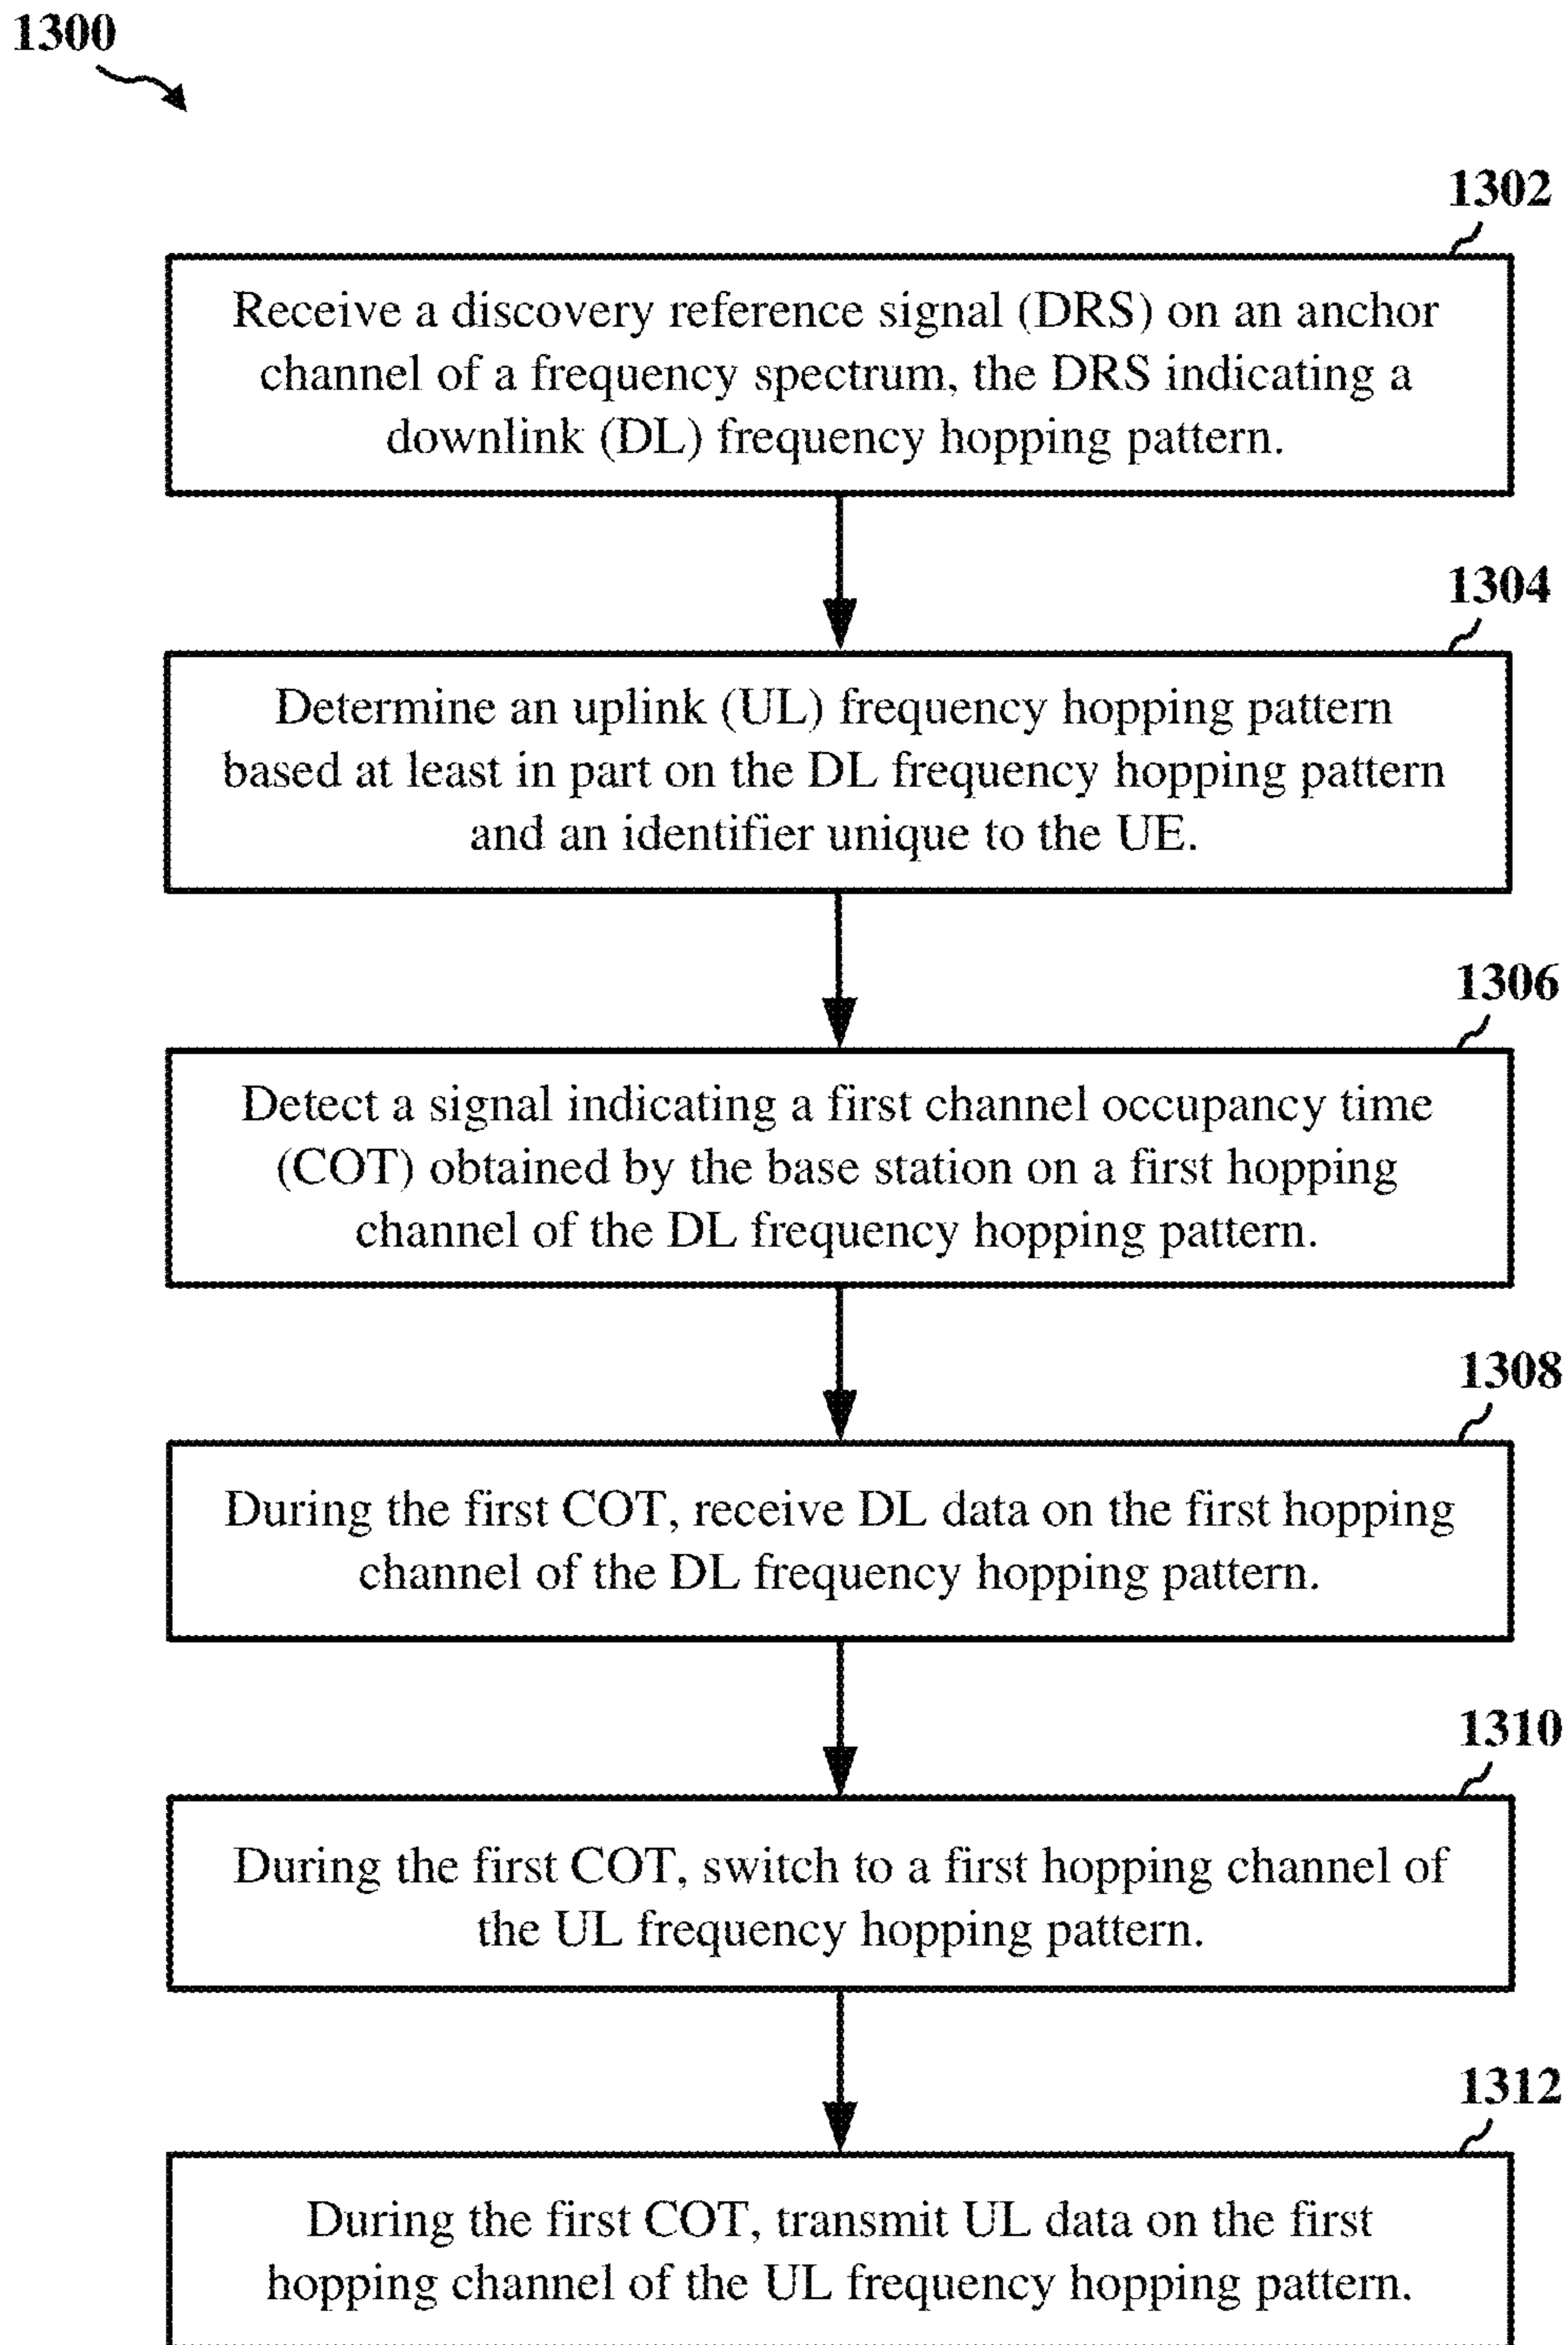 1300
1302
Receive a discovery reference signal (DRS) on an anchor
channel of a frequency spectrum, the DRS indicating a
downlink (DL) frequency hopping pattern.
1304
Determine an uplink (UL) frequency hopping pattern
based at least in part on the DL frequency hopping pattern
and an identifier unique to the UE.
1306
Detect a signal indicating a first channel occupancy time
(COT) obtained by the base station on a first hopping
channel of the DL frequency hopping pattern.
1308
During the first COT, receive DL data on the first hopping
channel of the DL frequency hopping pattern.
1310
During the first COT, switch to a first hopping channel of
the UL frequency hopping pattern.
1312
During the first COT, transmit UL data on the first
hopping channel of the UL frequency hopping pattern.